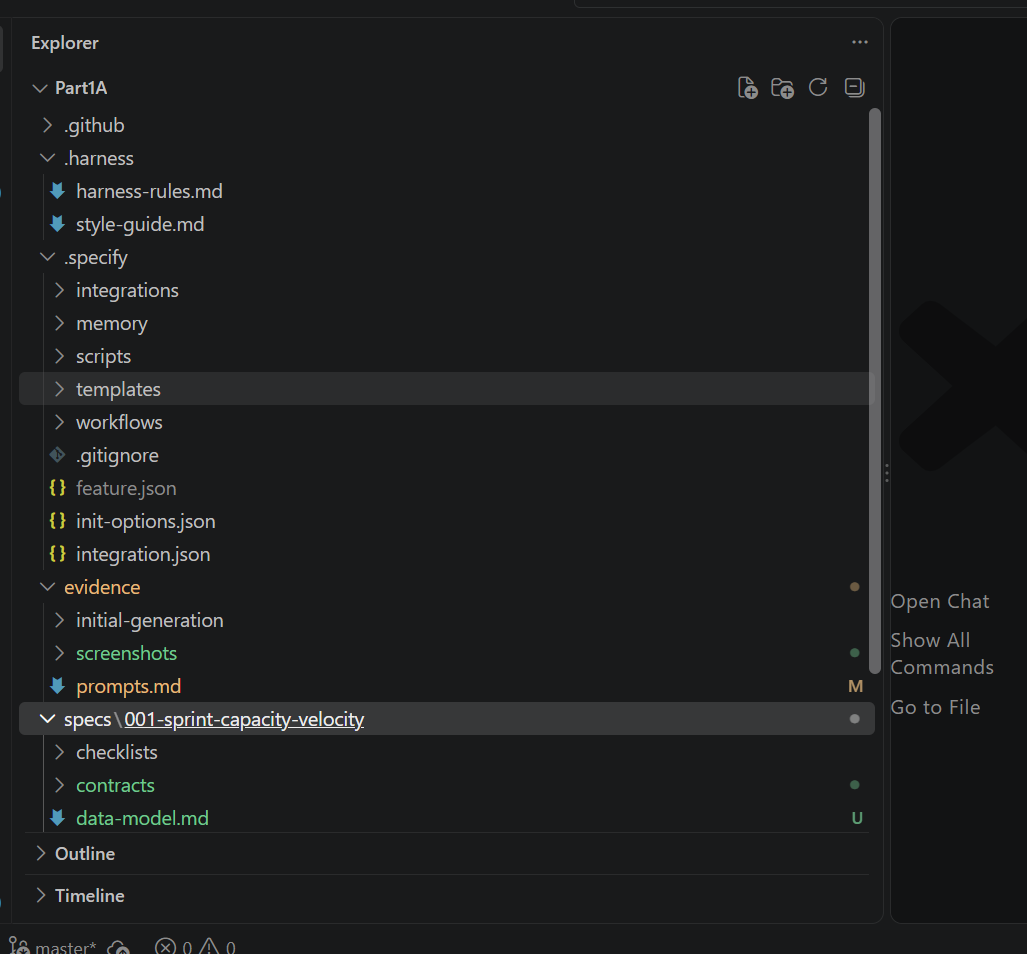 Explorer
Part1A
.github
.harness
harness-rules.md
style-guide.md
.specify
integrations
memory
scripts
templates
workflows
.gitignore
feature.json
init-options.json
integration.json
evidence
initial-generation
screenshots
prompts.md M
specs\001-sprint-capacity-velocity
checklists
contracts
data-model.md U
Outline
Timeline
master* 0 0
Open Chat
Show All
Commands
Go to File